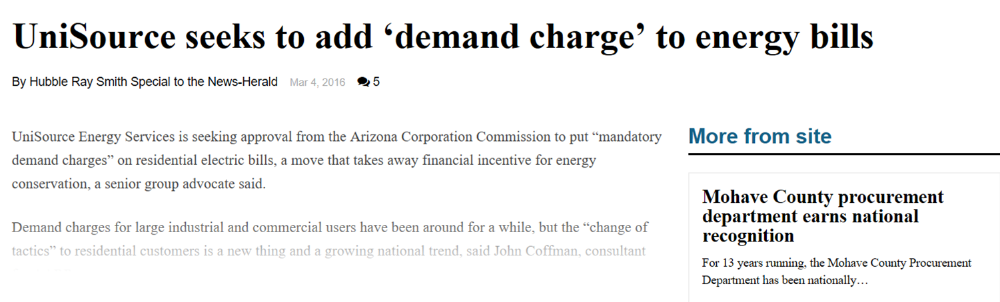 UniSource seeks to add ‘demand charge’ to energy bills
By Hubble Ray Smith Special to the News-Herald Mar 4, 2016 5
UniSource Energy Services is seeking approval from the Arizona Corporation Commission to put “mandatory
demand charges” on residential electric bills, a move that takes away financial incentive for energy
conservation, a senior group advocate said.
Demand charges for large industrial and commercial users have been around for a while, but the “change of
tactics” to residential customers is a new thing and a growing national trend, said John Coffman, consultant
More from site
Mohave County procurement
department earns national
recognition
For 13 years running, the Mohave County Procurement
Department has been nationally…